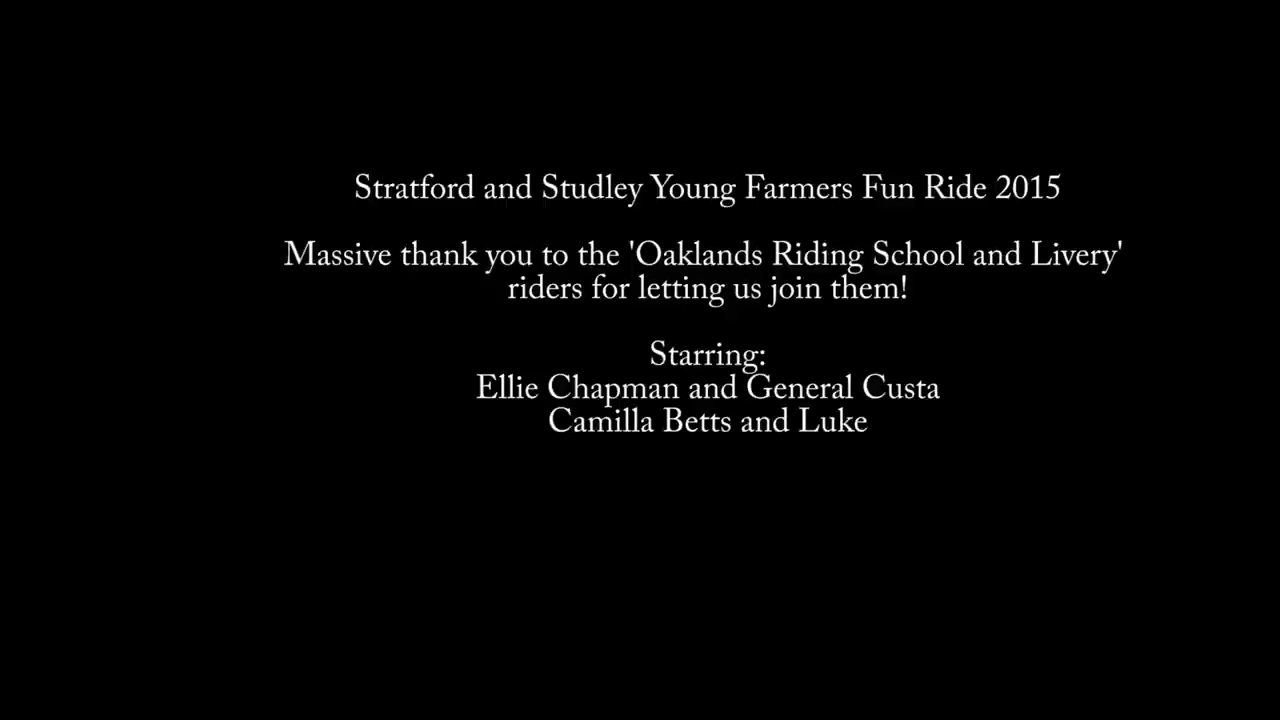 Stratford and Studley Young Farmers Fun Ride 2015
Massive thank you to the 'Oaklands Riding School and Livery'
riders for letting us join them!
Starring:
Ellie Chapman and General Custa
Camilla Betts and Luke